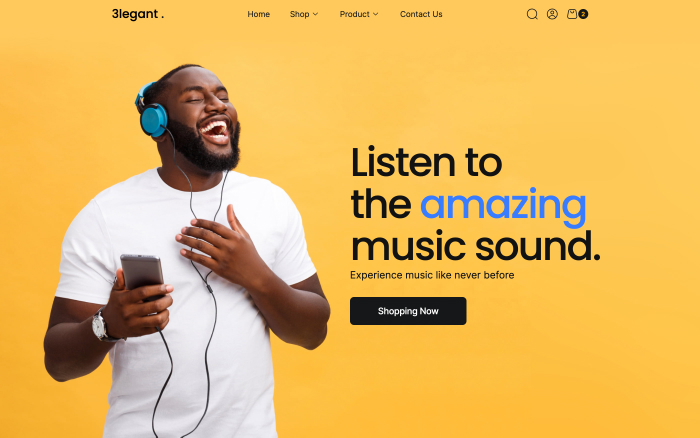 3legant .
Home
Shop
Product
Contact Us
2
Listen to
the amazing
music sound.
Experience music like never before
Shopping Now